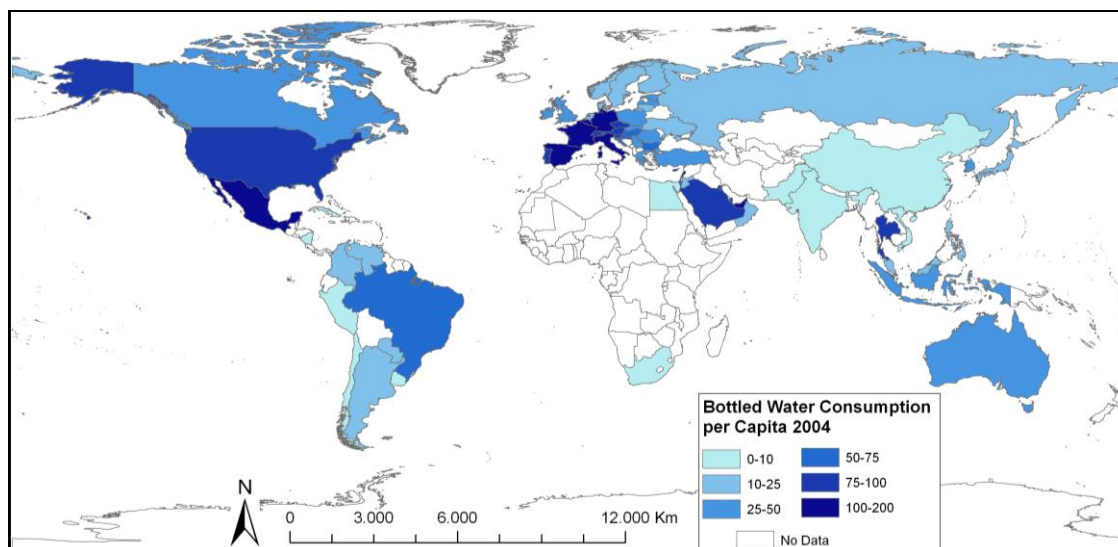 N
0
3.000
6.000
12.000 Km
Bottled Water Consumption
per Capita 2004
0-10
10-25
25-50
50-75
75-100
100-200
No Data